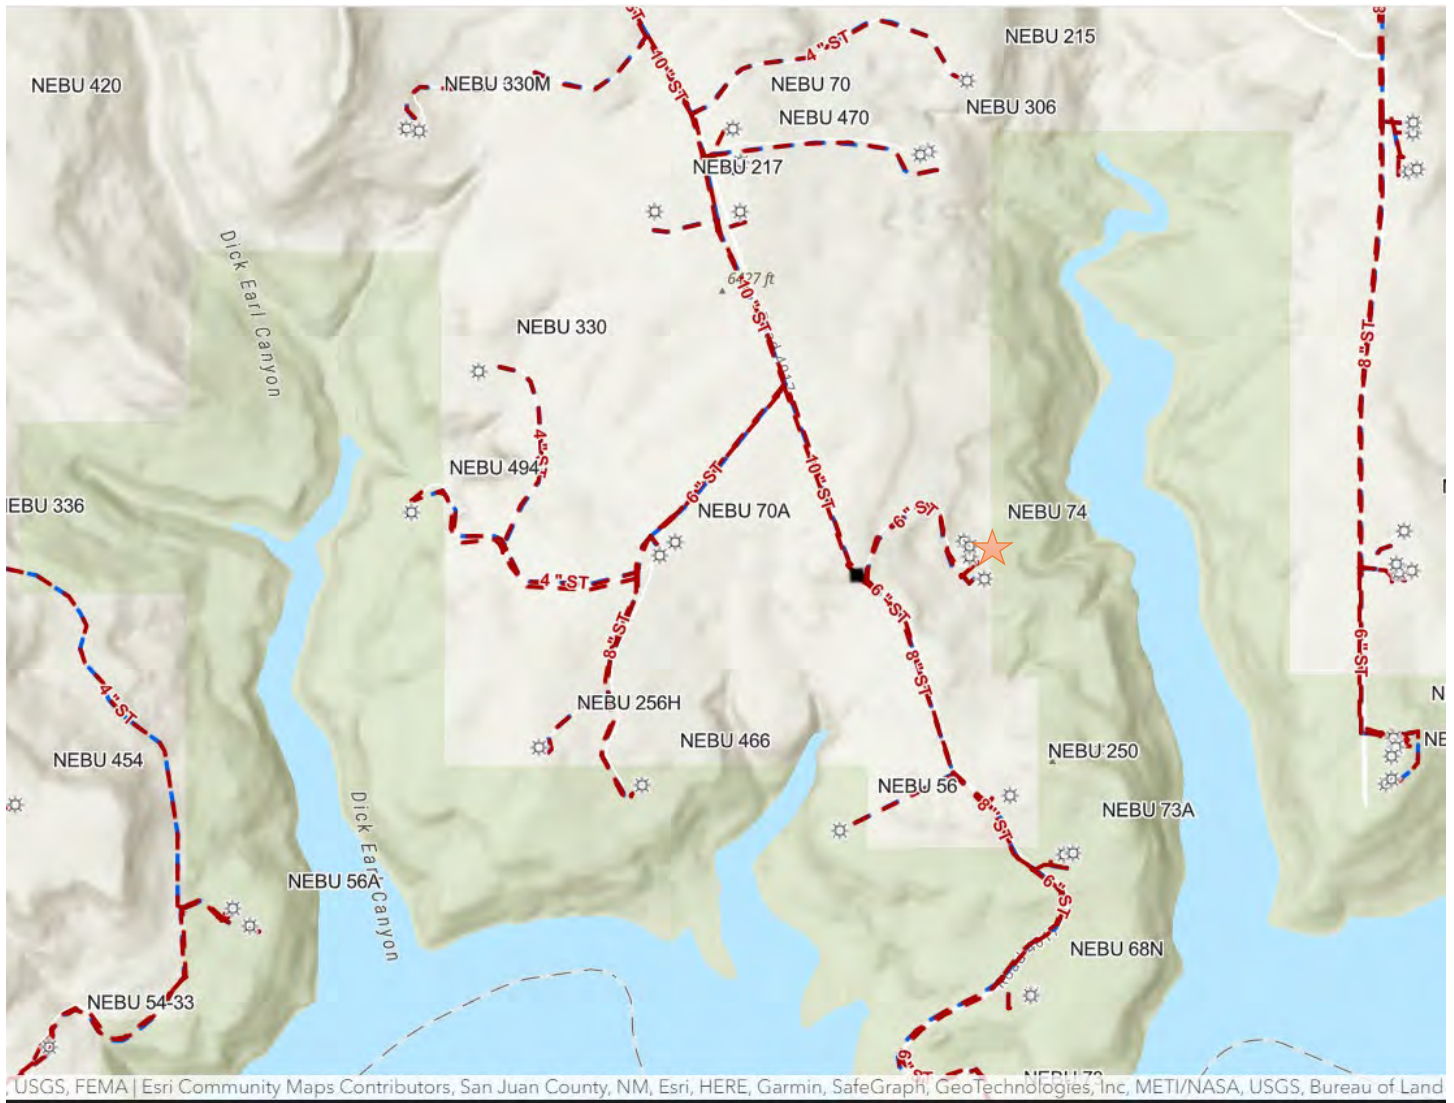 NEBU 215
NEBU 420
NEBU 330M
10 " ST
4 " ST
NEBU 70
NEBU 306
NEBU 470
NEBU 217
Dick Earl Canyon
6427 ft
10 " ST
NEBU 330
4 " ST
NEBU 494
6 " ST
10 " ST
NEBU 336
NEBU 70A
6 " ST
NEBU 74
8 " ST
4 " ST
6 " ST
8 " ST
8 " ST
6 " ST
4 " ST
NEBU 256H
NEBU 466
NEBU 454
NEBU 250
NEBU 56
8 " ST
NEBU 73A
Dick Earl Canyon
NEBU 56A
6 " ST
NEBU 68N
NEBU 54-33
NEBU 73
, USGS, FEMA | Esri Community Maps Contributors, San Juan County, NM, Esri, HERE, Garmin, SafeGraph, GeoTechnologies, Inc, METI/NASA, USGS, Bureau of Land